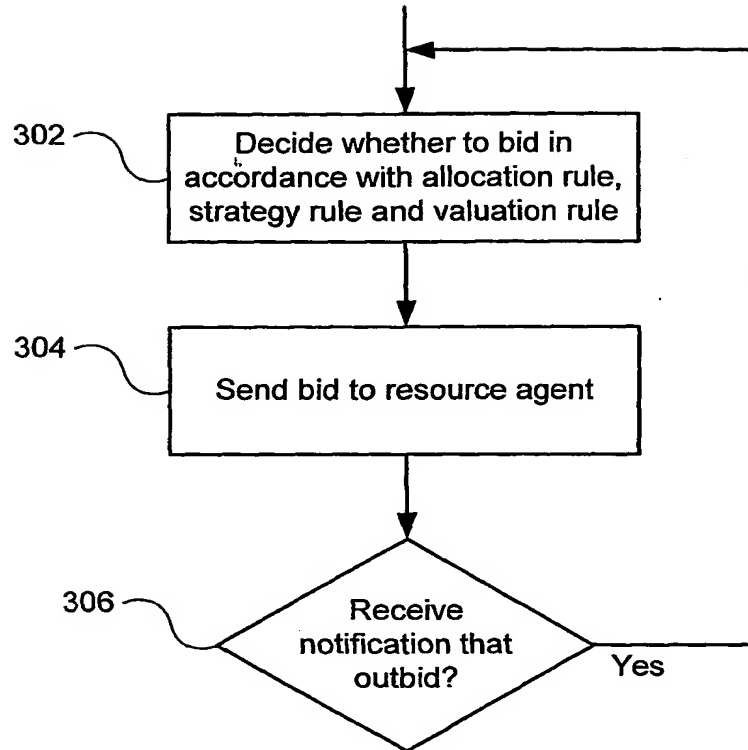 302
Decide whether to bid in
accordance with allocation rule,
strategy rule and valuation rule
304
Send bid to resource agent
306
Receive
notification that
outbid?
Yes